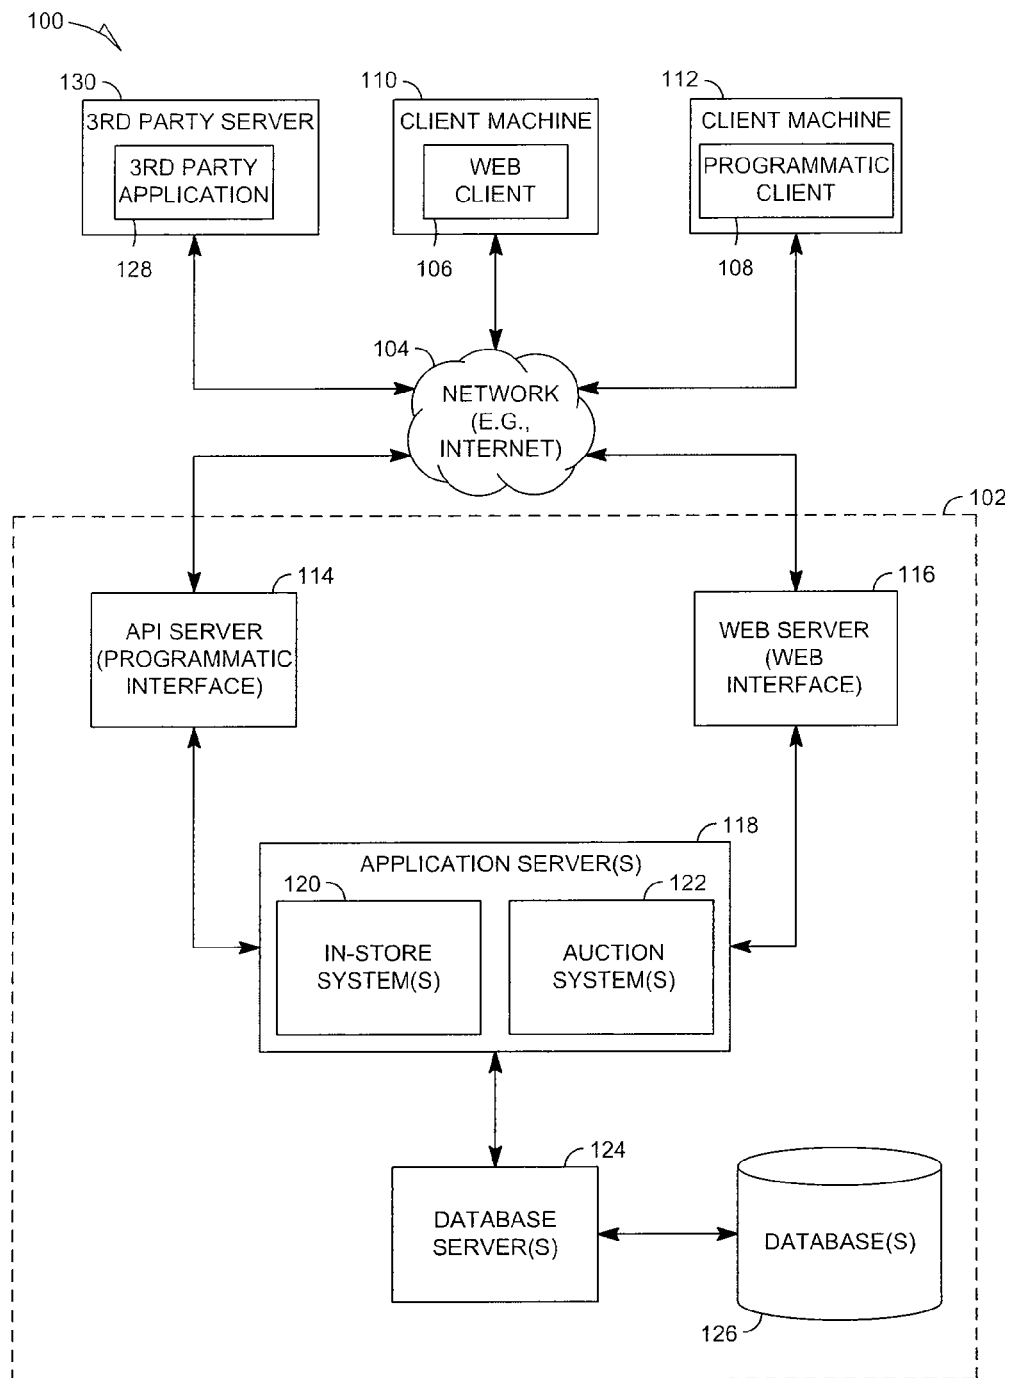 100
130
110
112
3RD PARTY SERVER
CLIENT MACHINE
CLIENT MACHINE
3RD PARTY
APPLICATION
WEB
CLIENT
PROGRAMMATIC
CLIENT
128
106
108
104
NETWORK
(E.G.,
INTERNET)
102
114
116
API SERVER
(PROGRAMMATIC
INTERFACE)
WEB SERVER
(WEB
INTERFACE)
118
APPLICATION SERVER(S)
120
122
IN-STORE
SYSTEM(S)
AUCTION
SYSTEM(S)
124
DATABASE
SERVER(S)
DATABASE(S)
126